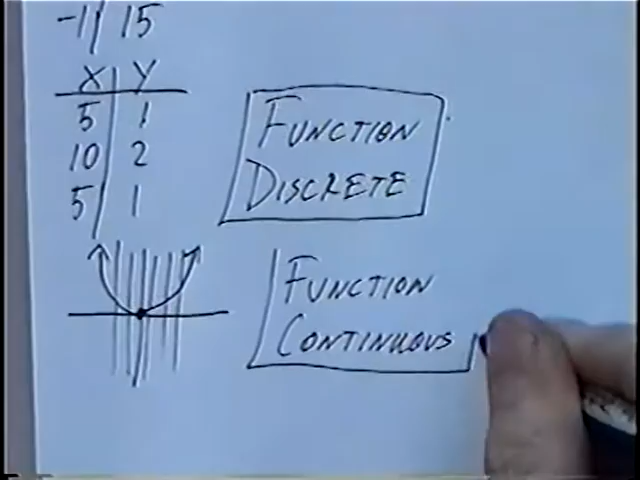 -1 15
X Y
5 1
10 2
5 1
FUNCTION
DISCRETE
FUNCTION
CONTINUOUS